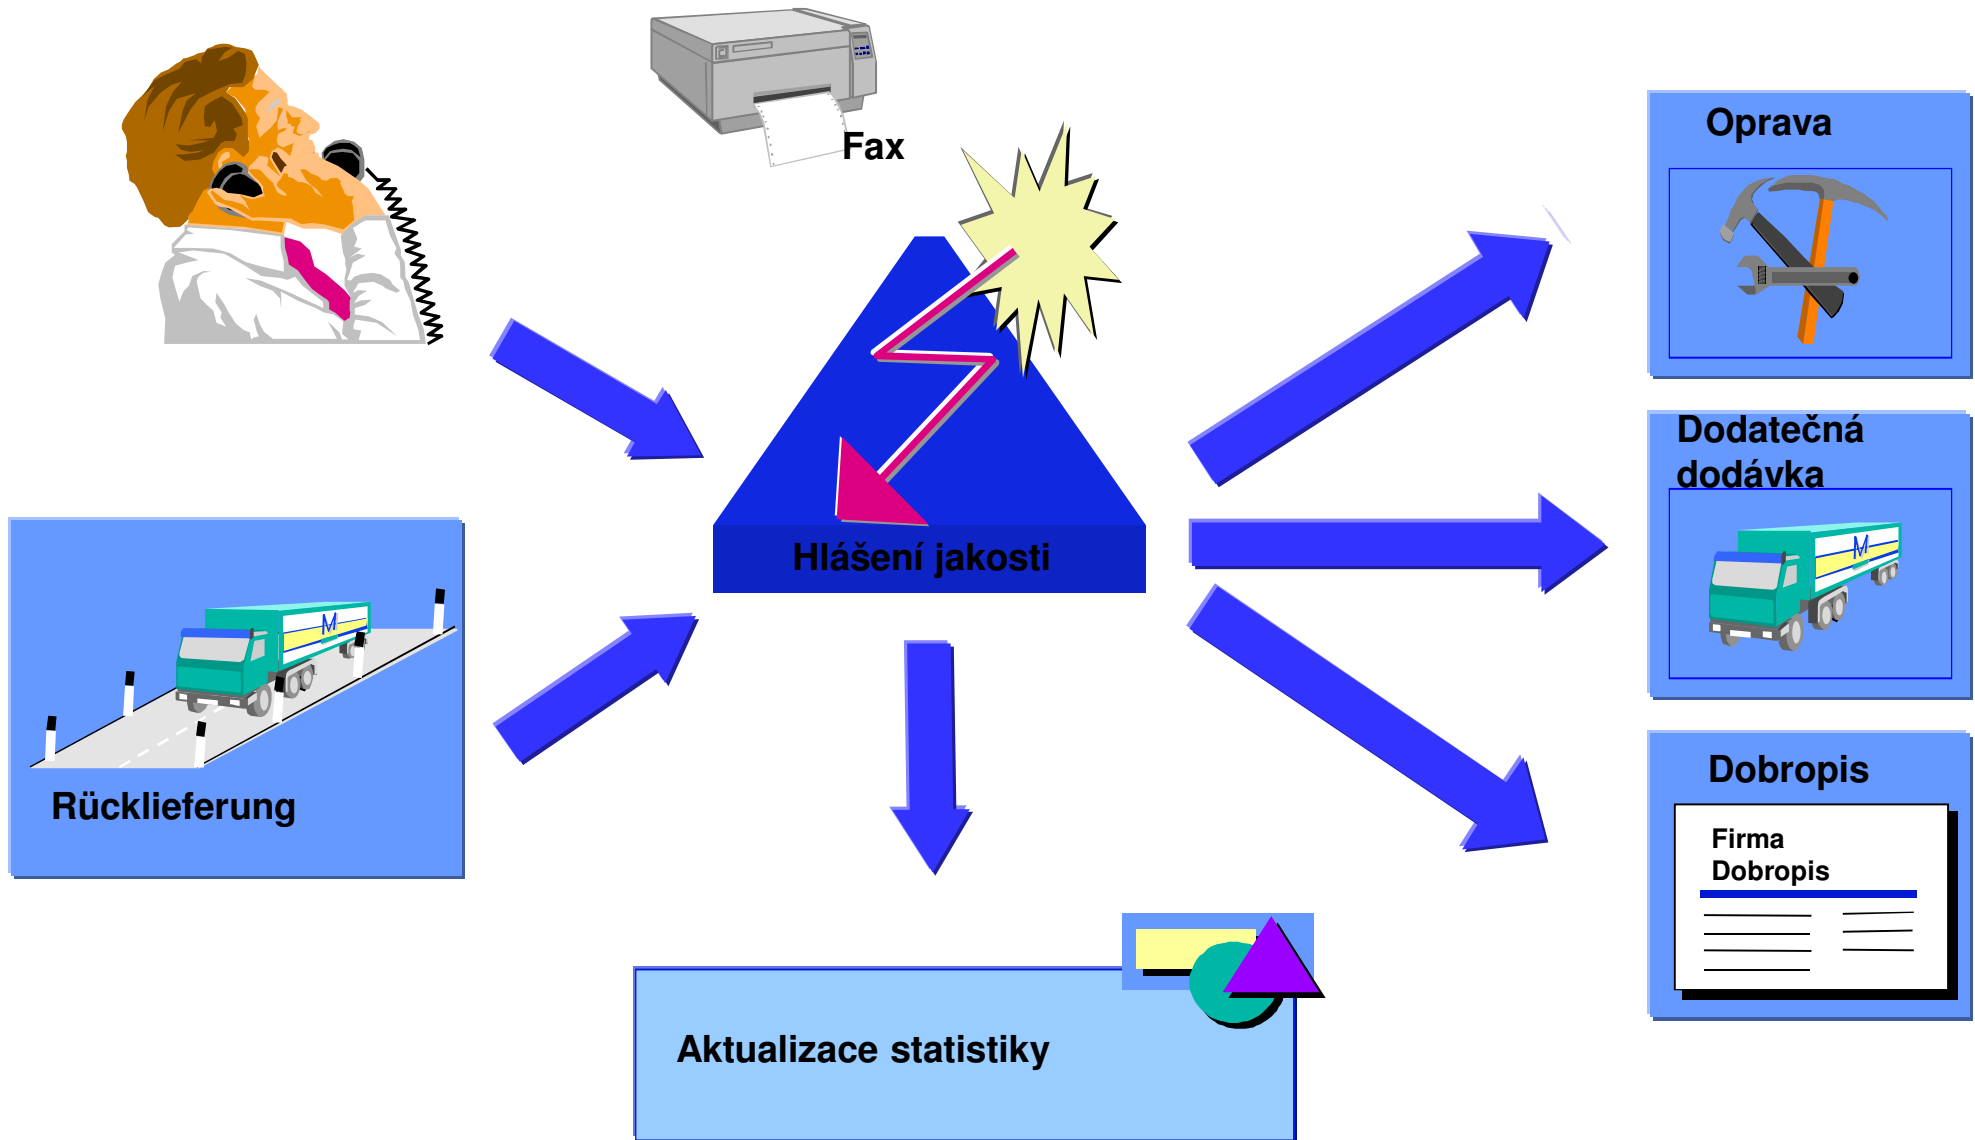 Fax
Oprava
Dodatečná
dodávka
Hlášení jakosti
M
M
Rücklieferung
Dobropis
Firma
Dobropis
Aktualizace statistiky